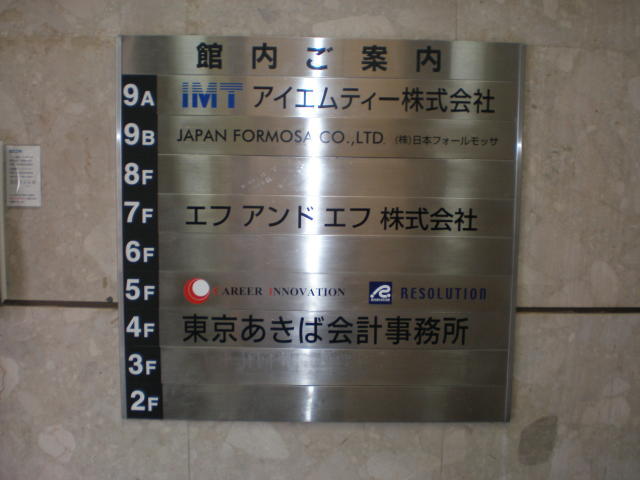 館内ご案内
9A IMT アイエムティー株式会社
9B JAPAN FORMOSA CO.,LTD. (株)日本フォールモッサ
8F
7F エフ アンド エフ 株式会社
6F
5F CAREER INNOVATION RESOLUTION
4F 東京あきば会計事務所
3F
2F